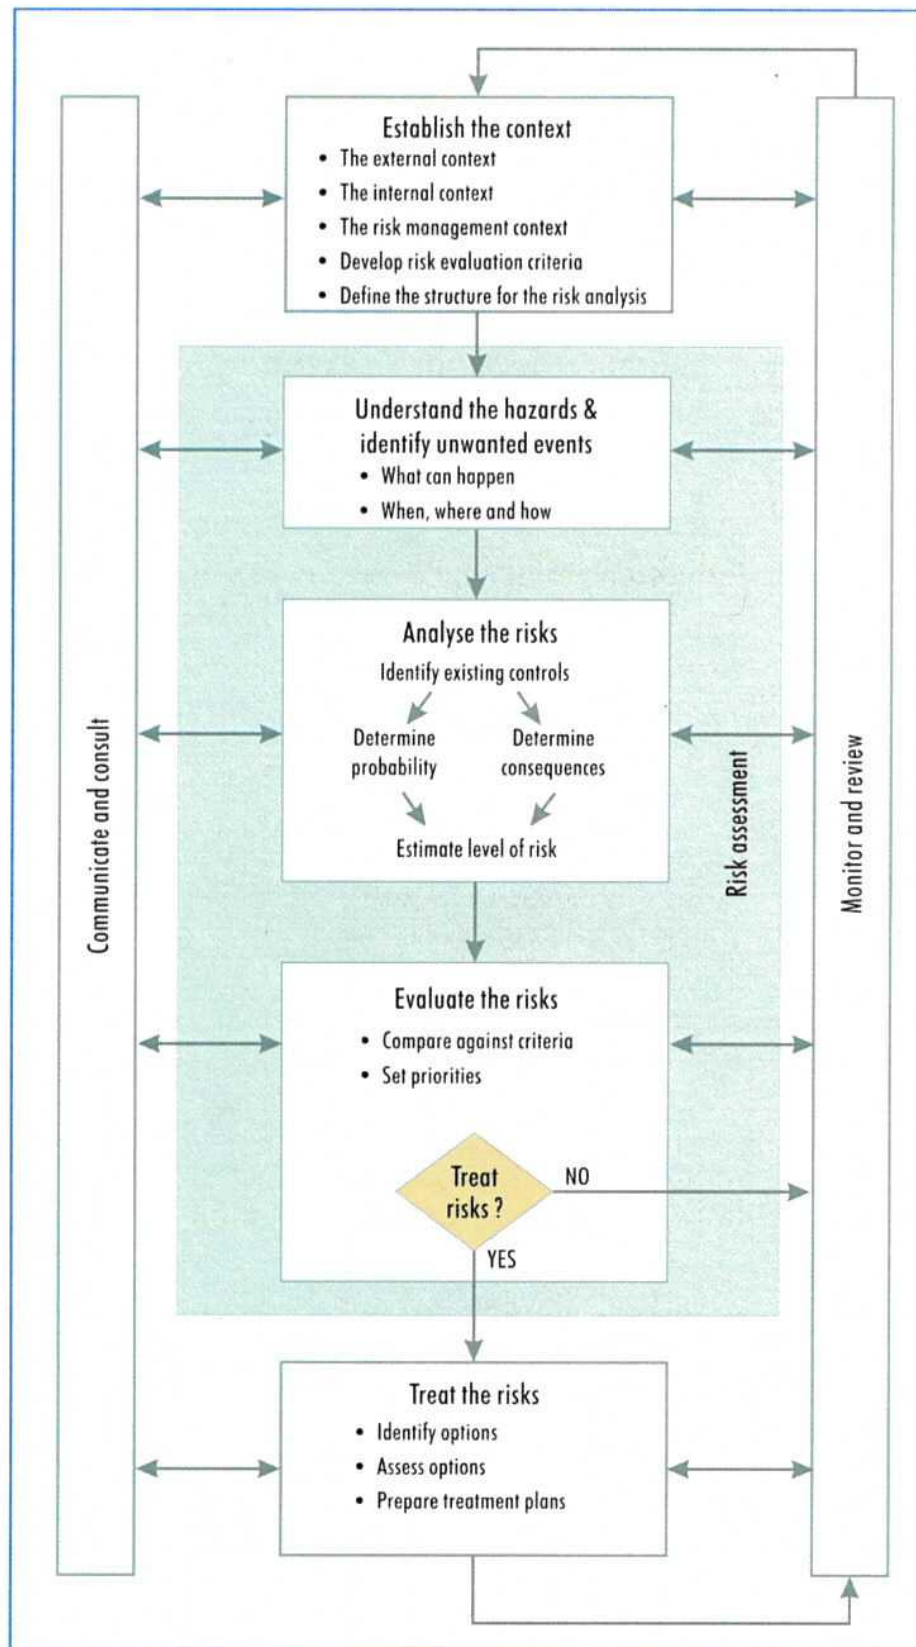 Establish the context
• The external context
• The internal context
• The risk management context
• Develop risk evaluation criteria
• Define the structure for the risk analysis
Understand the hazards &
identify unwanted events
• What can happen
• When, where and how
Analyse the risks
Identify existing controls
Determine
probability
Determine
consequences
Estimate level of risk
Evaluate the risks
• Compare against criteria
• Set priorities
Treat
risks ?
NO
YES
Treat the risks
• Identify options
• Assess options
• Prepare treatment plans
Communicate and consult
Risk assessment
Monitor and review